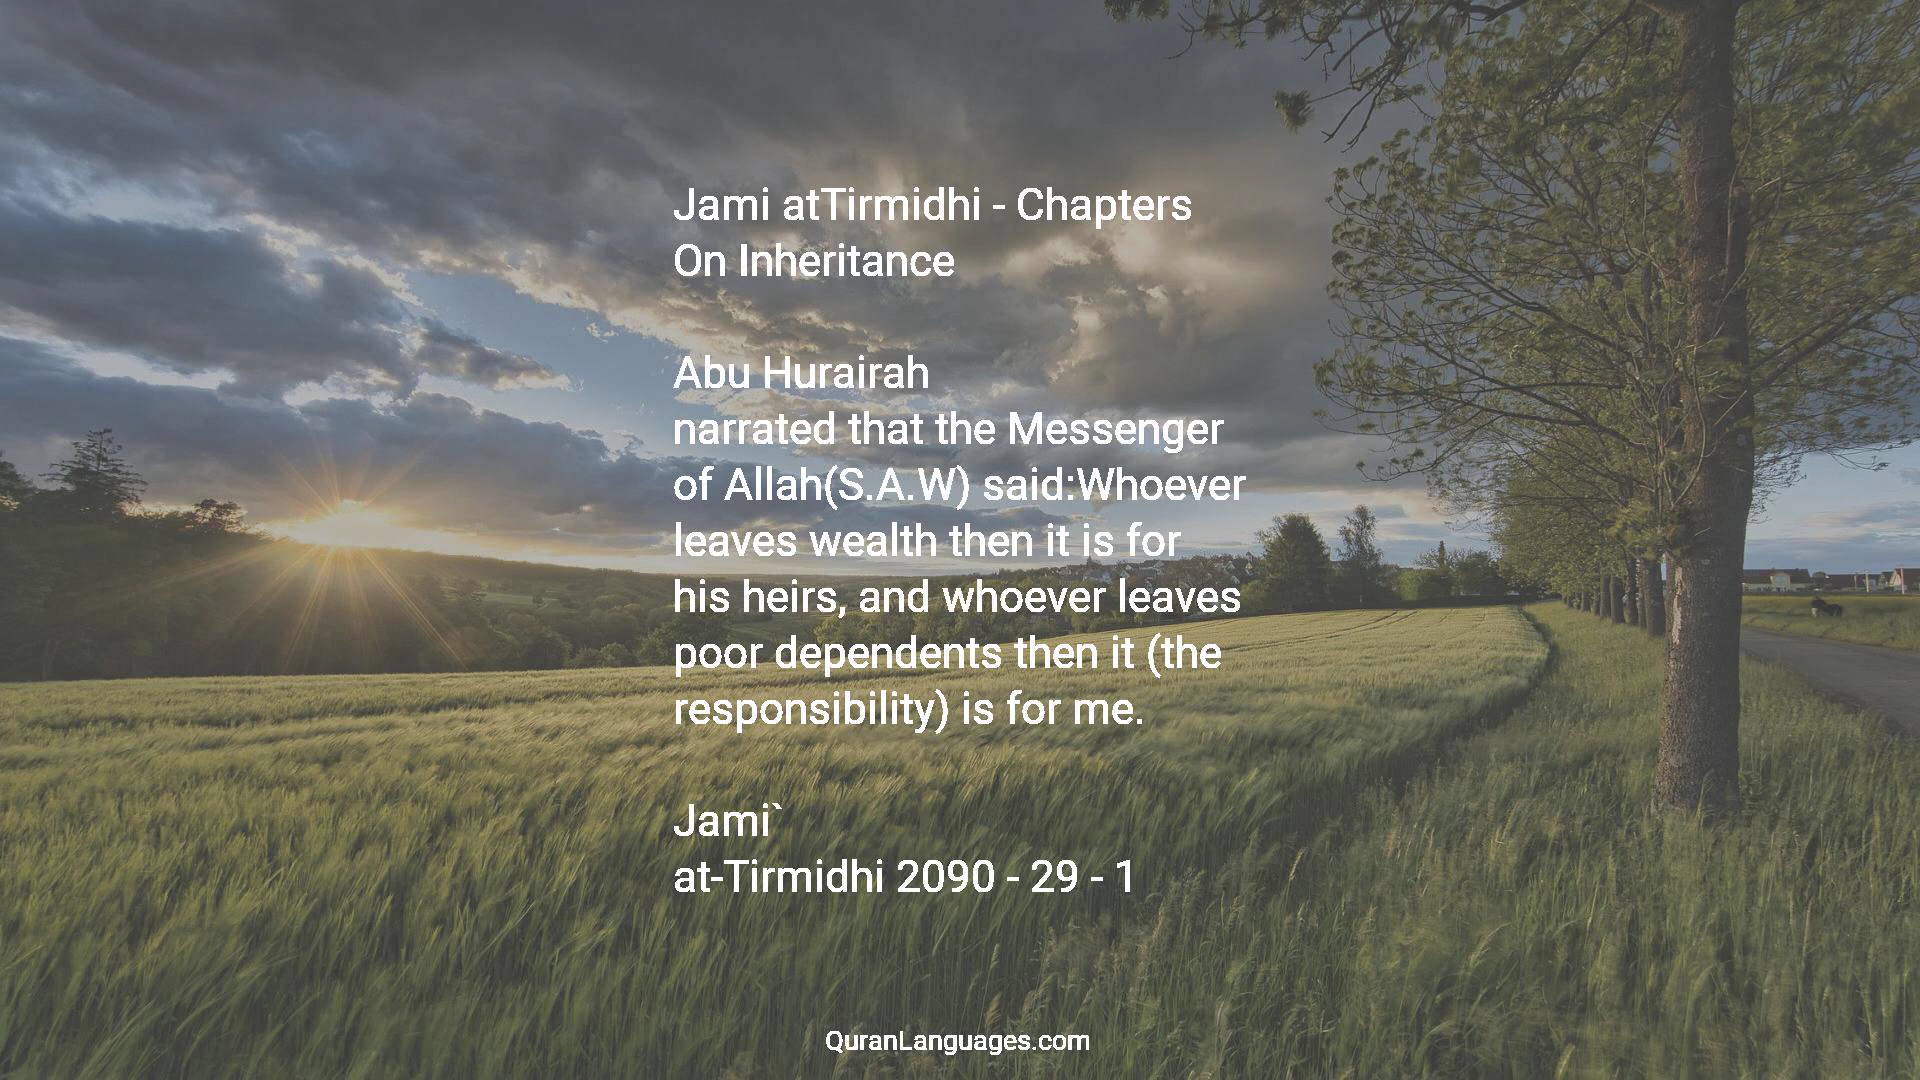 Jami atTirmidhi - Chapters
On Inheritance
Abu Hurairah
narrated that the Messenger
of Allah(S.A.W) said:Whoever
leaves wealth then it is for
his heirs, and whoever leaves
poor dependents then it (the
responsibility) is for me.
Jami`
at-Tirmidhi 2090 - 29 - 1
QuranLanguages.com